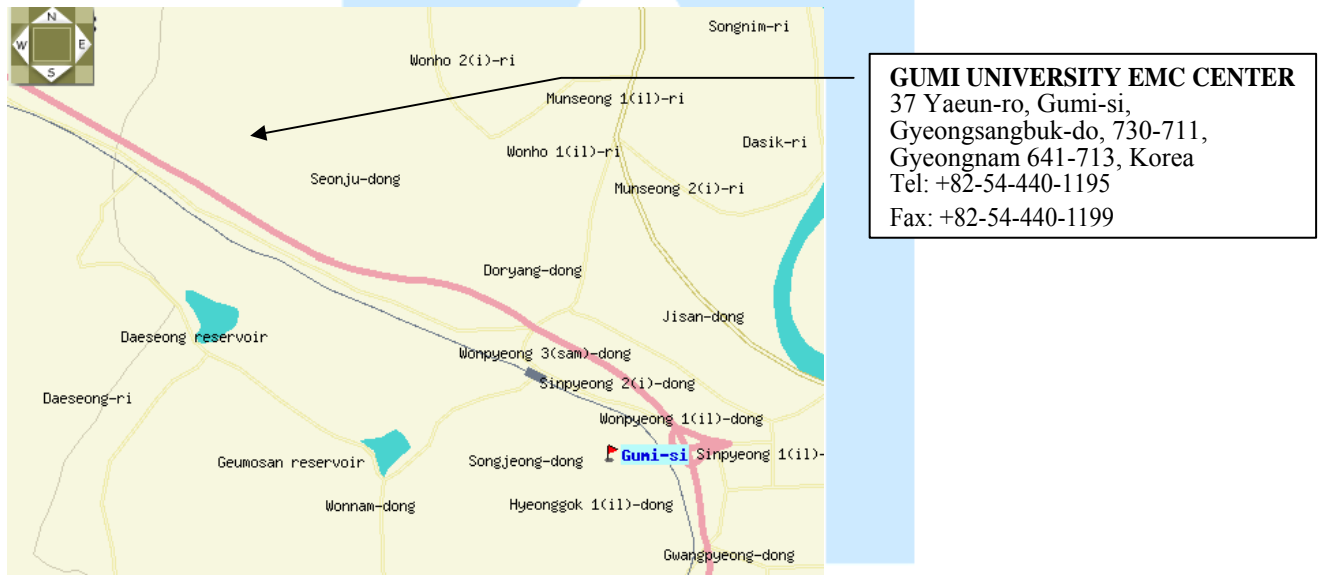 N
W E
S
Songnim-ri
Wonho 2(i)-ri
Munseong 1(il)-ri
Wonho 1(il)-ri
Dasik-ri
Seonju-dong
Munseong 2(i)-ri
Doryang-dong
Jisan-dong
Daeseong reservoir
Wonpyeong 3(sam)-dong
Sinpyeong 2(i)-dong
Daeseong-ri
Wonpyeong 1(il)-dong
Geumosan reservoir
Songjeong-dong
Gumi-si
Sinpyeong 1(il)-
Wonnam-dong
Hyeonggok 1(il)-dong
Gwangpyeong-dong
GUMI UNIVERSITY EMC CENTER
37 Yaeun-ro, Gumi-si,
Gyeongsangbuk-do, 730-711,
Gyeongnam 641-713, Korea
Tel: +82-54-440-1195
Fax: +82-54-440-1199